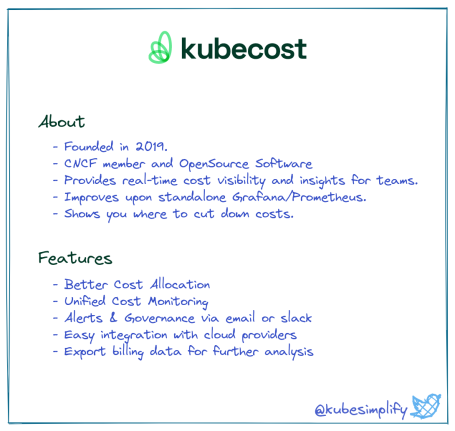 kubecost
About
- Founded in 2019.
- CNCF member and OpenSource Software
- Provides real-time cost visibility and insights for teams.
- Improves upon standalone Grafana/Prometheus.
- Shows you where to cut down costs.
Features
- Better Cost Allocation
- Unified Cost Monitoring
- Alerts & Governance via email or slack
- Easy integration with cloud providers
- Export billing data for further analysis
@kubesimplify